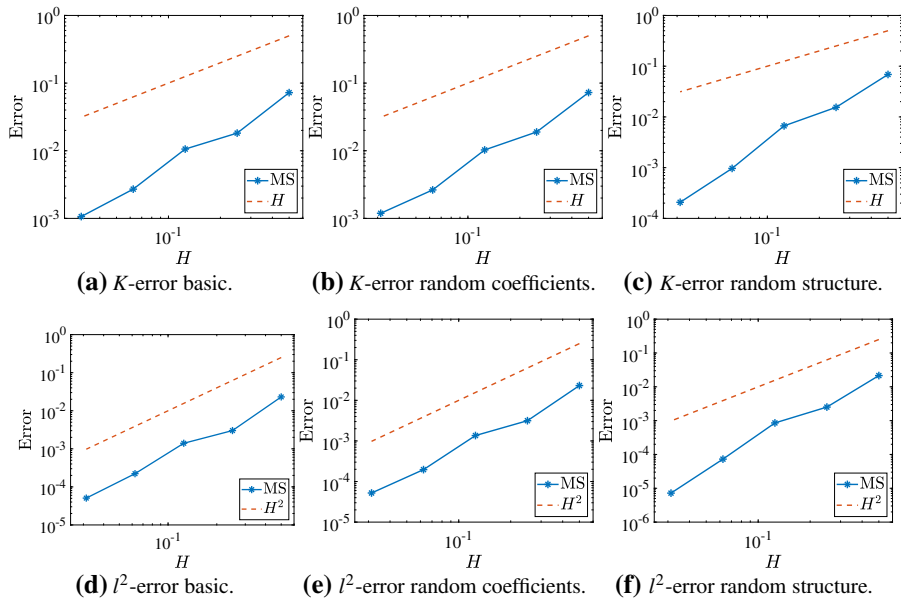 10^0
10^-1
10^-2
10^-3
Error
MS
H
10^-1
H
(a) K-error basic.
10^0
10^-1
10^-2
10^-3
Error
MS
H
10^-1
H
(b) K-error random coefficients.
10^0
10^-1
10^-2
10^-3
10^-4
Error
MS
H
10^-1
H
(c) K-error random structure.
10^0
10^-1
10^-2
10^-3
10^-4
10^-5
Error
MS
H^2
10^-1
H
(d) l^2-error basic.
10^0
10^-1
10^-2
10^-3
10^-4
10^-5
Error
MS
H^2
10^-1
H
(e) l^2-error random coefficients.
10^0
10^-1
10^-2
10^-3
10^-4
10^-5
10^-6
Error
MS
H^2
10^-1
H
(f) l^2-error random structure.